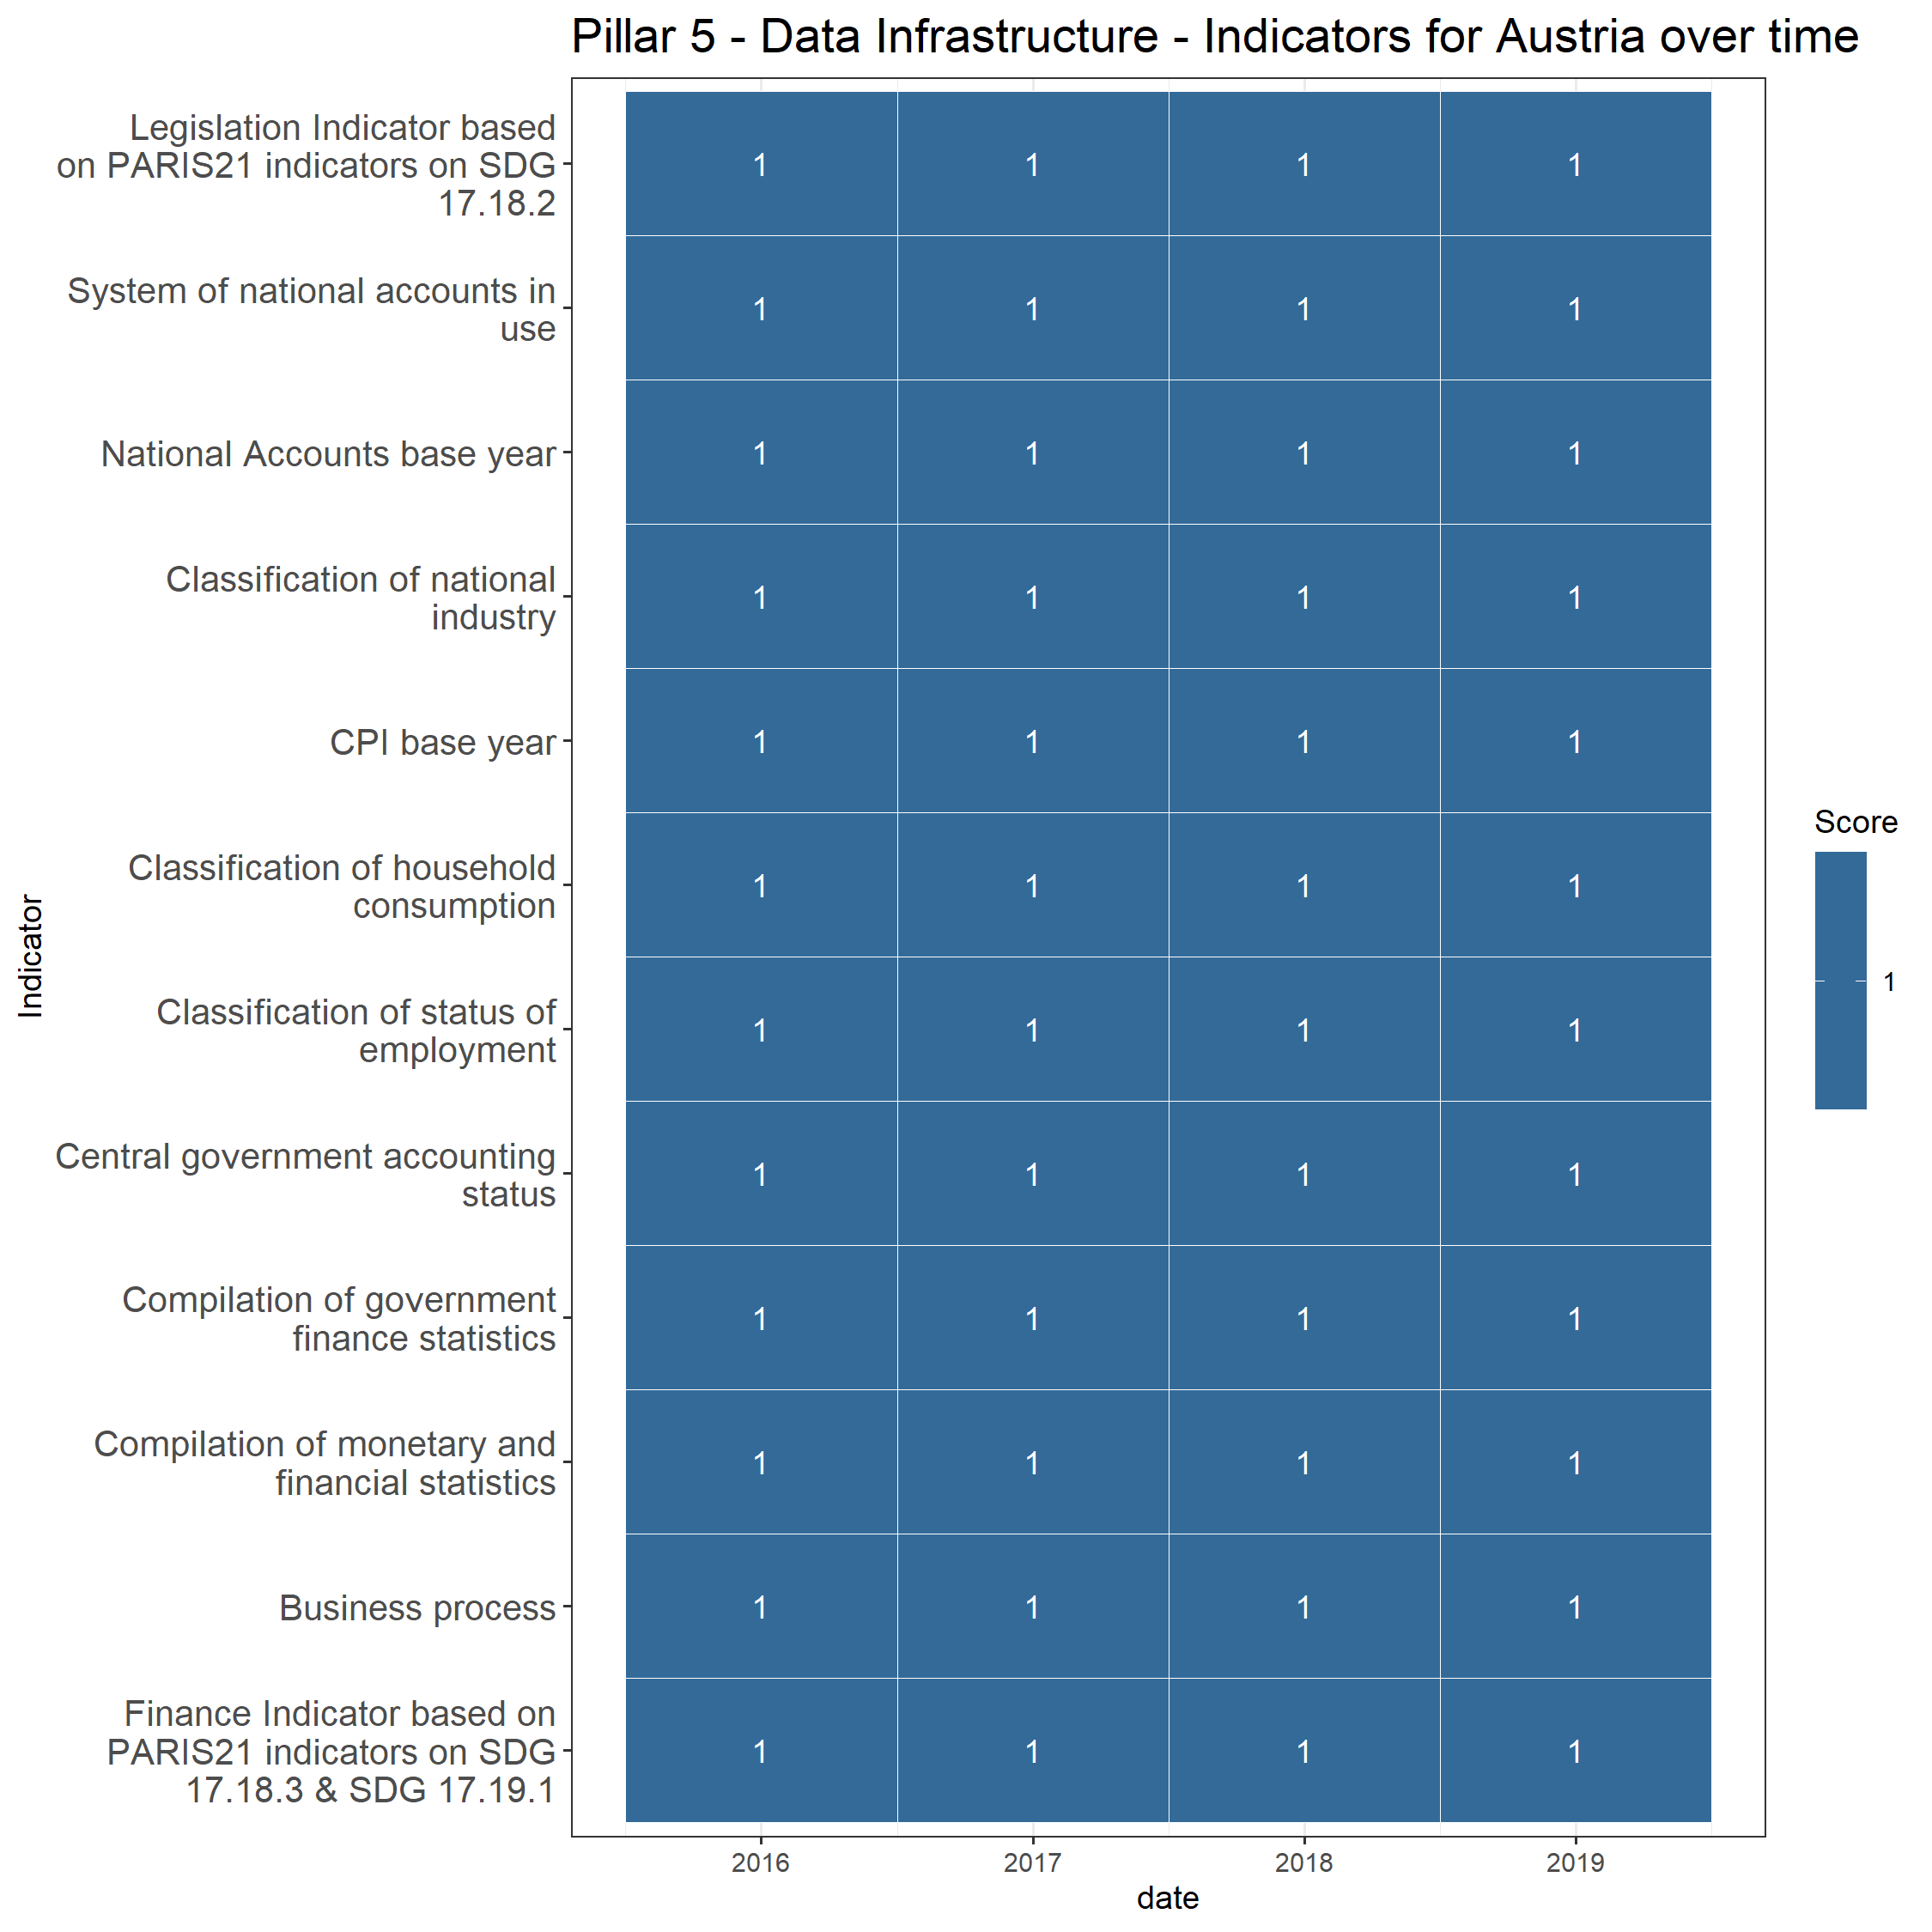 Pillar 5 - Data Infrastructure - Indicators for Austria over time
Indicator
Legislation Indicator based
on PARIS21 indicators on SDG
17.18.2
1 1 1 1
System of national accounts in
use
1 1 1 1
National Accounts base year
1 1 1 1
Classification of national
industry
1 1 1 1
CPI base year
1 1 1 1
Classification of household
consumption
1 1 1 1
Classification of status of
employment
1 1 1 1
Central government accounting
status
1 1 1 1
Compilation of government
finance statistics
1 1 1 1
Compilation of monetary and
financial statistics
1 1 1 1
Business process
1 1 1 1
Finance Indicator based on
PARIS21 indicators on SDG
17.18.3 & SDG 17.19.1
1 1 1 1
2016 2017 2018 2019
date
Score
1